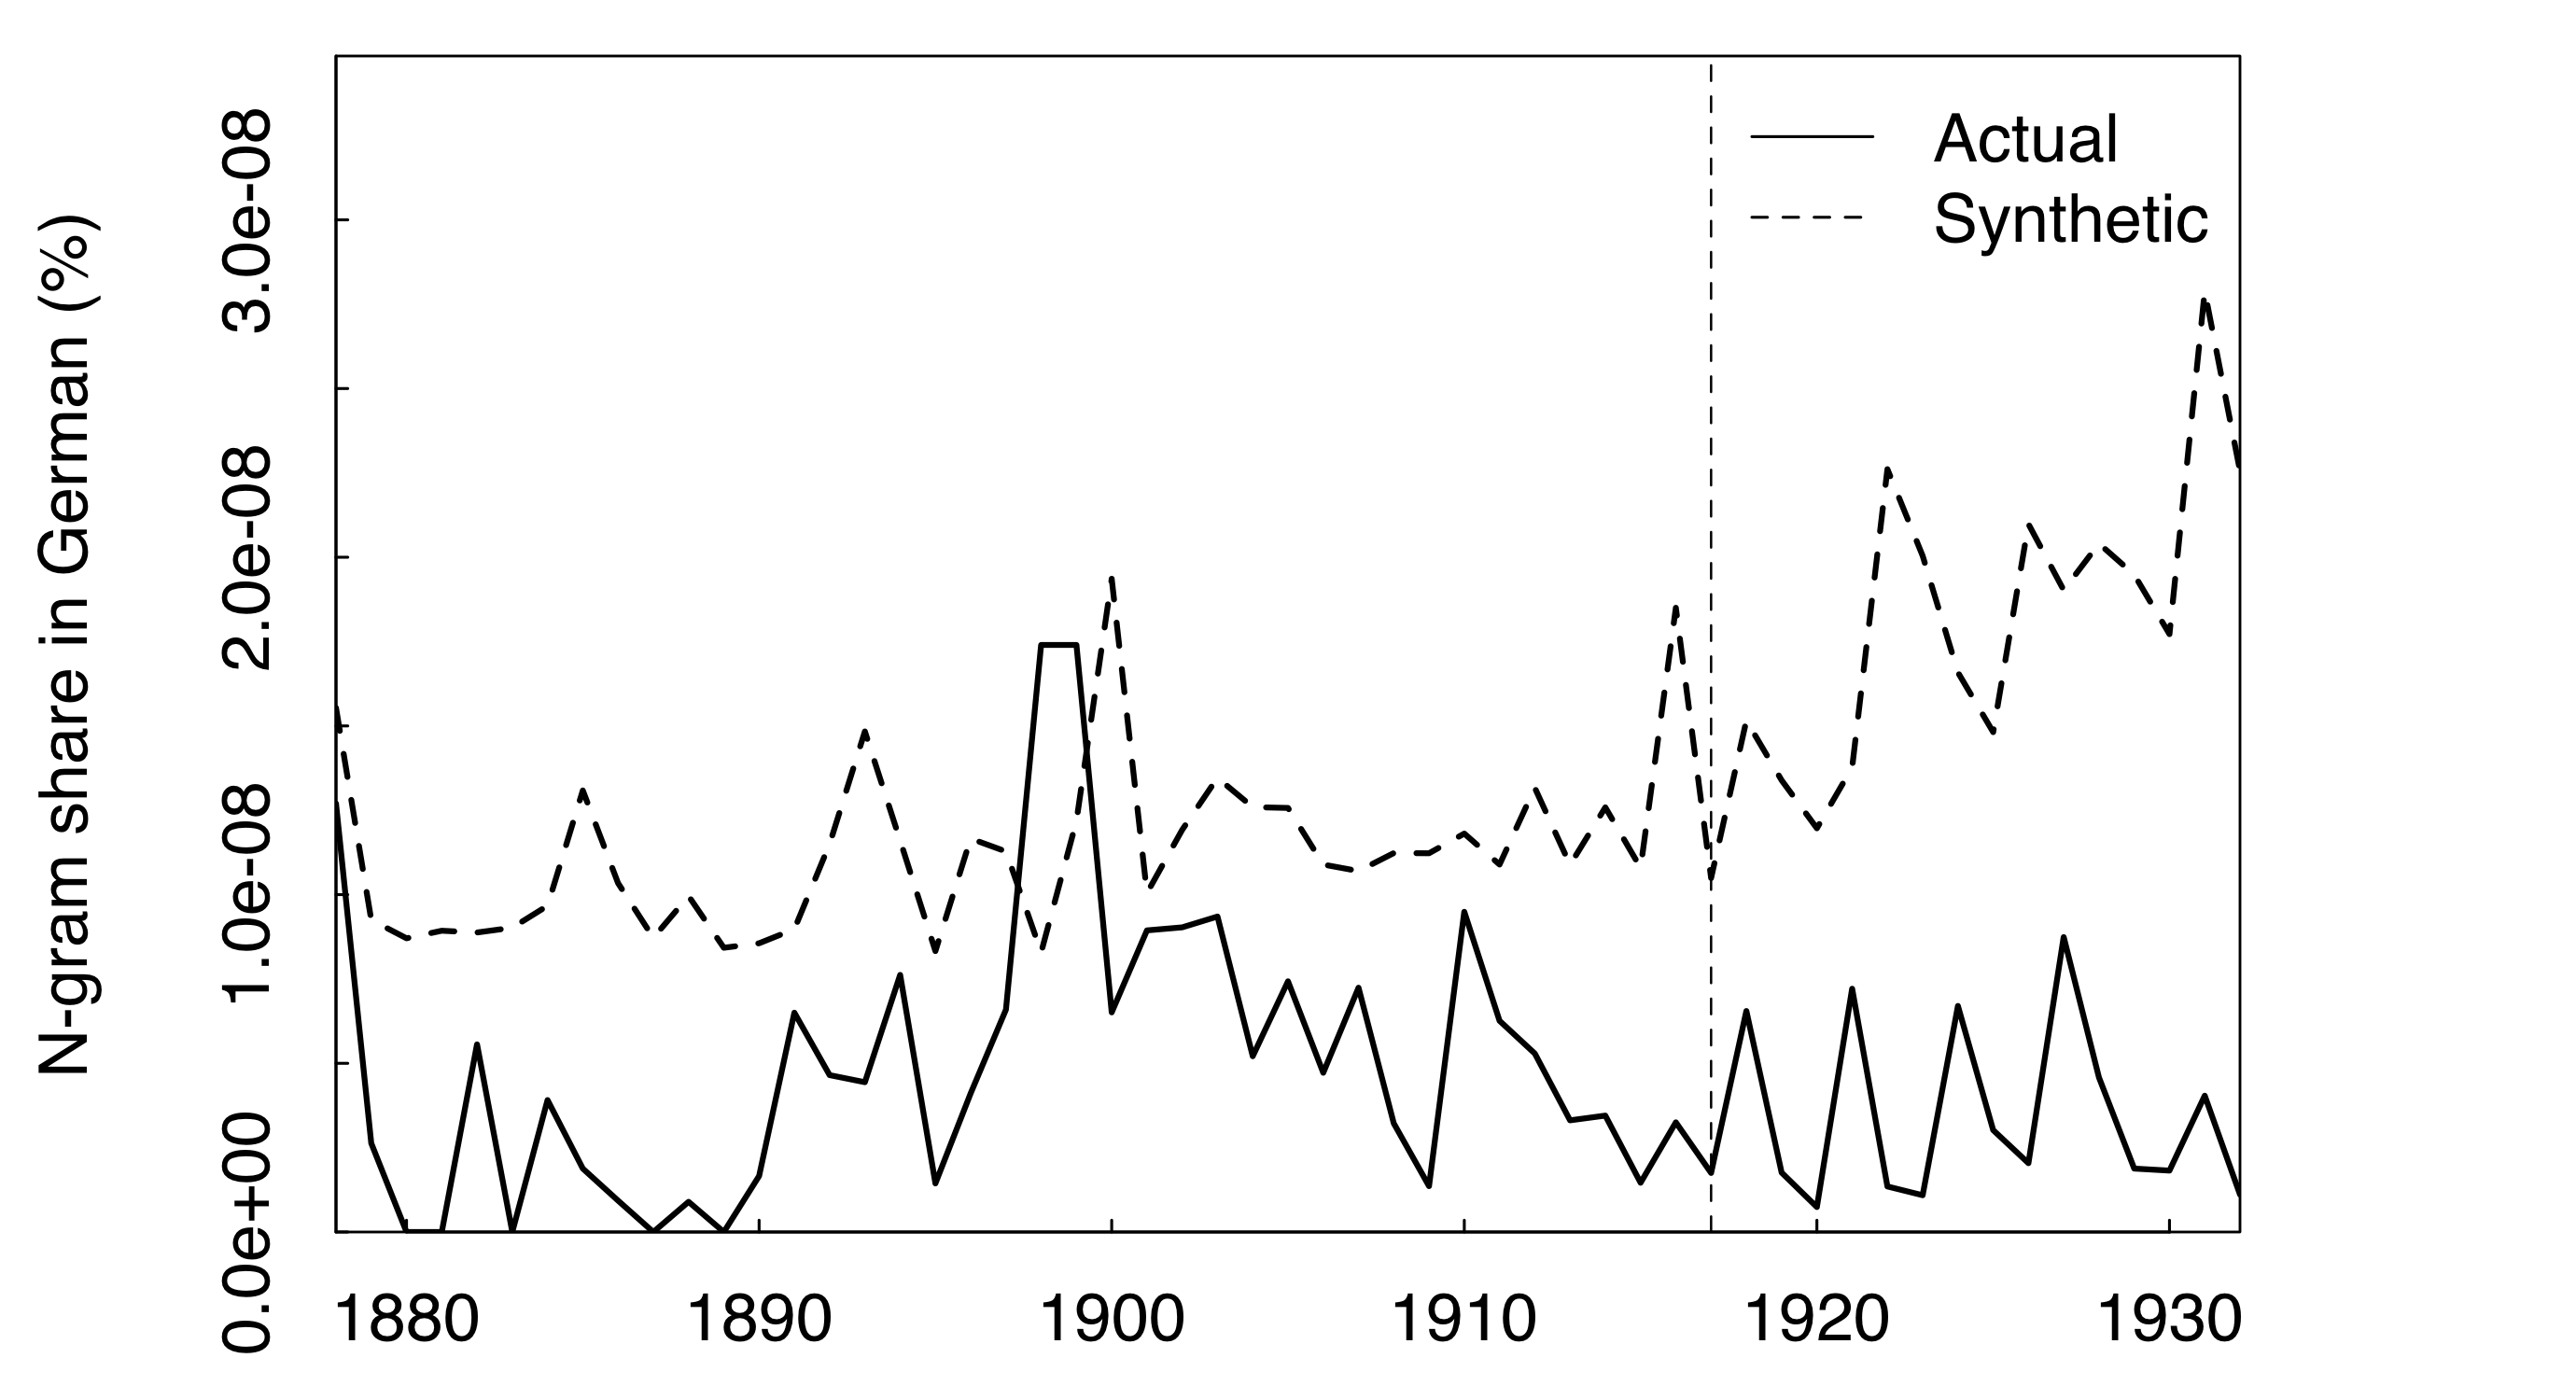 N-gram share in German (%)
3.0e-08
2.0e-08
1.0e-08
0.0e+00
Actual
Synthetic
1880 1890 1900 1910 1920 1930